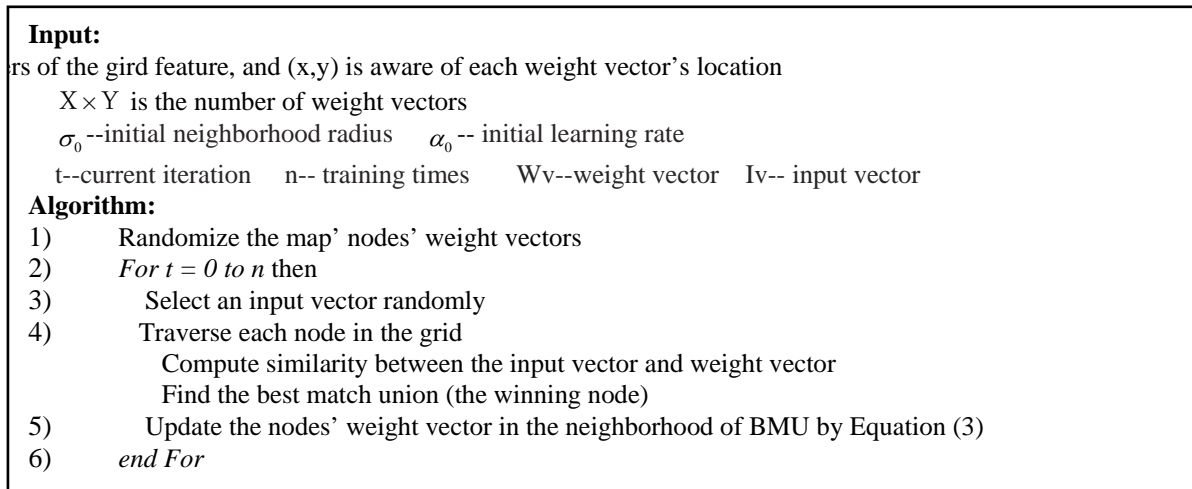 Input:
rs of the gird feature, and (x,y) is aware of each weight vector's location
X × Y is the number of weight vectors
σ₀--initial neighborhood radius α₀-- initial learning rate
t--current iteration n-- training times Wv--weight vector Iv-- input vector
Algorithm:
1) Randomize the map' nodes' weight vectors
2) For t = 0 to n then
3) Select an input vector randomly
4) Traverse each node in the grid
Compute similarity between the input vector and weight vector
Find the best match union (the winning node)
5) Update the nodes' weight vector in the neighborhood of BMU by Equation (3)
6) end For